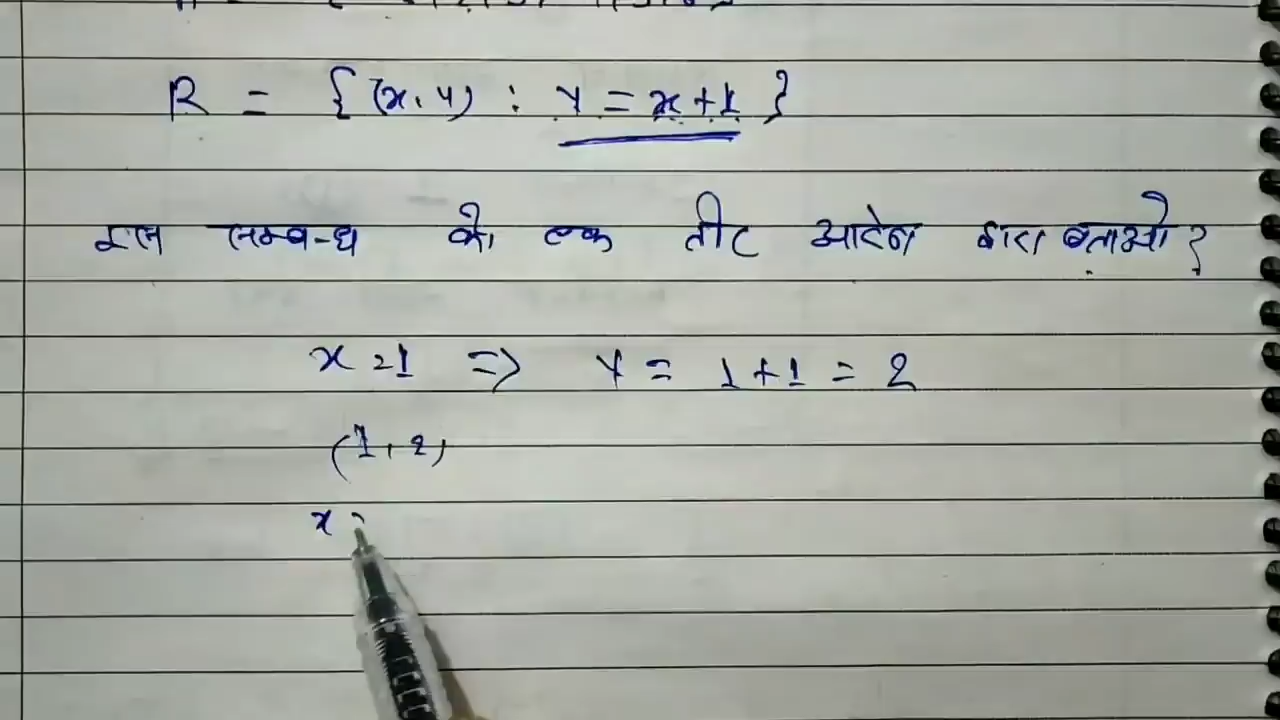 R = {(x, y) : y = x+1}
इस सम्बन्ध को एक तीर आरेख द्वारा बताओ?
x = 1 => y = 1+1 = 2
(1, 2)
x =